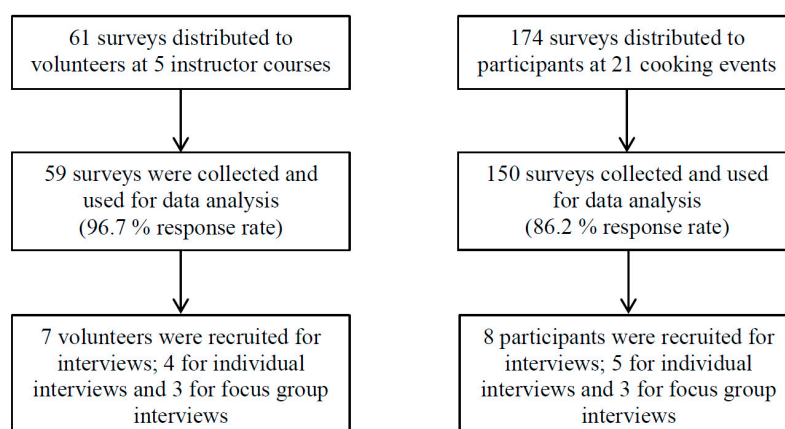 61 surveys distributed to
volunteers at 5 instructor courses
174 surveys distributed to
participants at 21 cooking events
59 surveys were collected and
used for data analysis
(96.7 % response rate)
150 surveys collected and used
for data analysis
(86.2 % response rate)
7 volunteers were recruited for
interviews; 4 for individual
interviews and 3 for focus group
interviews
8 participants were recruited for
interviews; 5 for individual
interviews and 3 for focus group
interviews